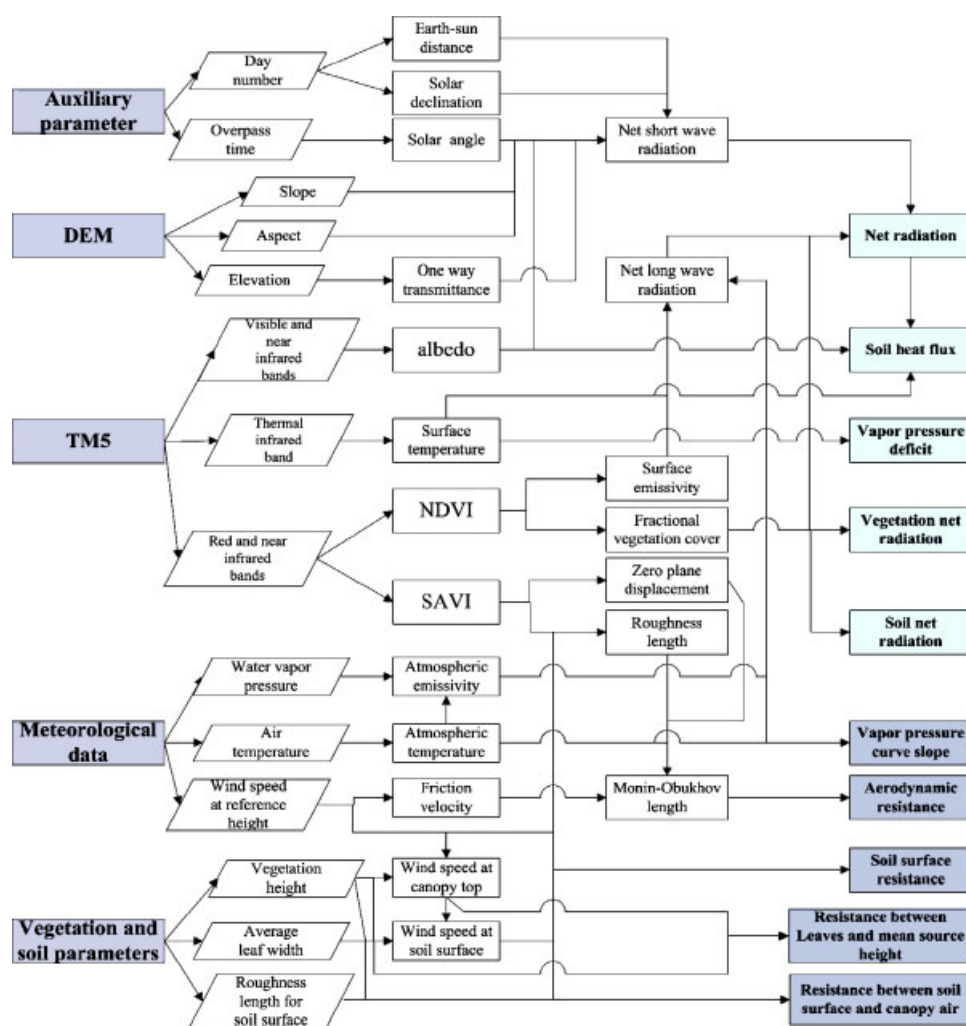 Earth-sun
distance
Day
number
Solar
declination
Auxiliary
parameter
Overpass
time
Solar angle
Net short wave
radiation
Slope
DEM
Aspect
Net radiation
Elevation
One way
transmittance
Net long wave
radiation
Visible and
near
infrared
bands
albedo
Soil heat flux
TM5
Thermal
infrared
band
Surface
temperature
Vapor pressure
deficit
Surface
emissivity
NDVI
Fractional
vegetation cover
Vegetation net
radiation
Red and near
infrared
bands
Zero plane
displacement
SAVI
Roughness
length
Soil net
radiation
Water vapor
pressure
Atmospheric
emissivity
Meteorological
data
Air
temperature
Atmospheric
temperature
Vapor pressure
curve slope
Wind speed
at reference
height
Friction
velocity
Monin-Obukhov
length
Aerodynamic
resistance
Vegetation
height
Wind speed at
canopy top
Soil surface
resistance
Vegetation and
soil parameters
Average
leaf width
Wind speed at
soil surface
Resistance between
Leaves and mean source
height
Roughness
length for
soil surface
Resistance between soil
surface and canopy air